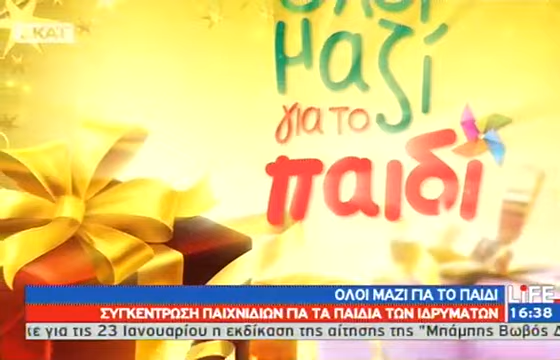 ΣΚΑΪ
όλοι
μαζί
για το
παιδί
ΟΛΟΙ ΜΑΖΙ ΓΙΑ ΤΟ ΠΑΙΔΙ
LiFE
ΣΥΓΚΕΝΤΡΩΣΗ ΠΑΙΧΝΙΔΙΩΝ ΓΙΑ ΤΑ ΠΑΙΔΙΑ ΤΩΝ ΙΔΡΥΜΑΤΩΝ
16:38
για τις 23 Ιανουαρίου η εκδίκαση της αίτησης της "Μπάμπης Βωβός